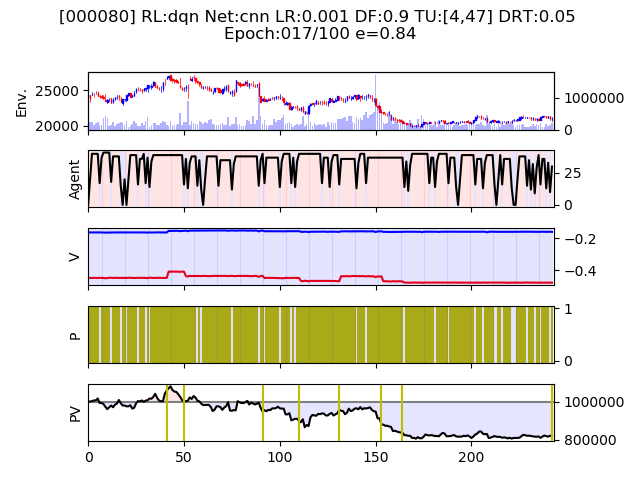 [000080] RL:dqn Net:cnn LR:0.001 DF:0.9 TU:[4,47] DRT:0.05
Epoch:017/100 e=0.84
Env.
25000
20000
1000000
0
Agent
25
0
V
−0.2
−0.4
P
1
0
PV
1000000
800000
0 50 100 150 200